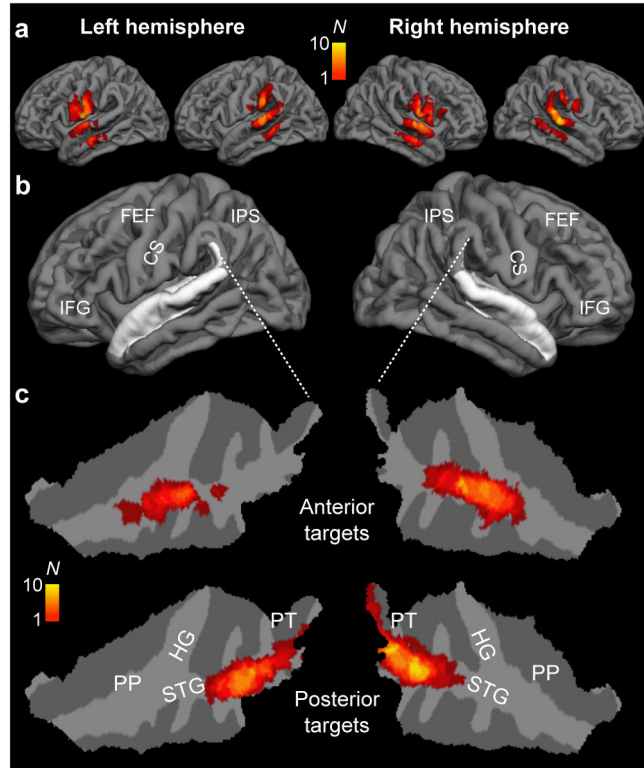 a
Left hemisphere
N
10
1
Right hemisphere
b
FEF
IPS
CS
IFG
IPS
FEF
CS
IFG
c
Anterior
targets
N
10
1
PT
HG
PP
STG
PT
HG
PP
STG
Posterior
targets